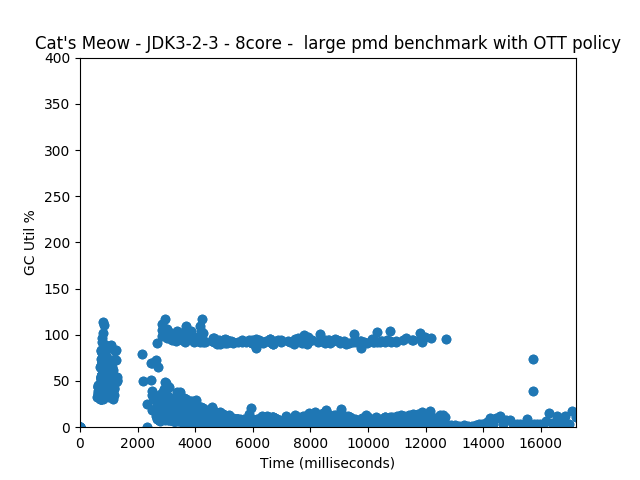 Cat's Meow - JDK3-2-3 - 8core -  large pmd benchmark with OTT policy
400
350
300
250
200
150
100
50
0
GC Util %
0 2000 4000 6000 8000 10000 12000 14000 16000
Time (milliseconds)